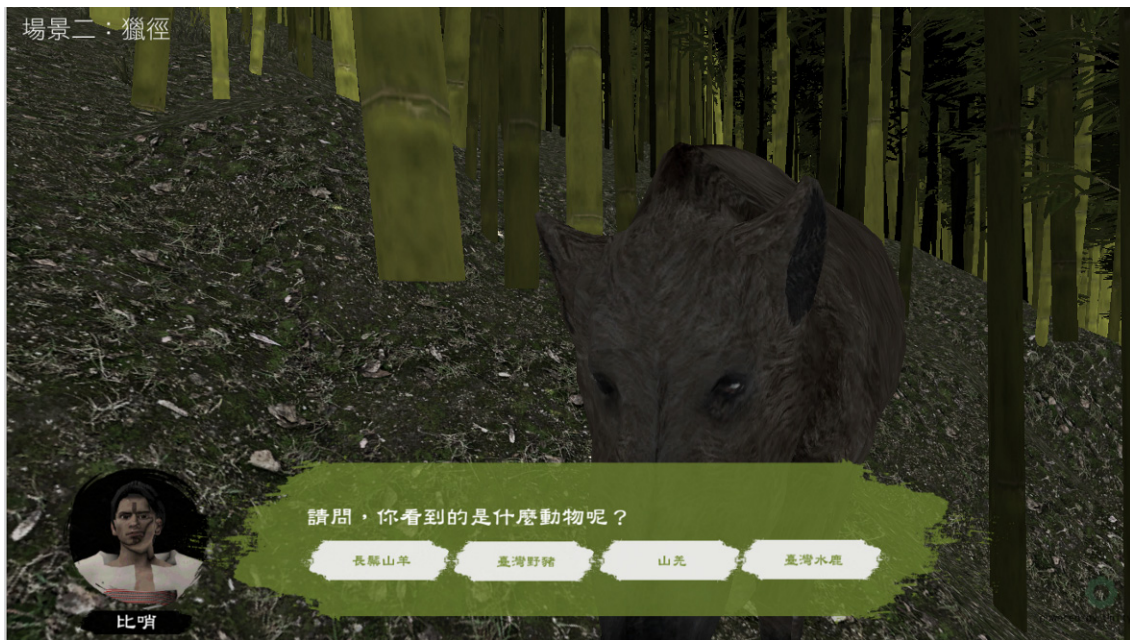 場景二：獵徑
請問，你看到的是什麼動物呢？
長鬃山羊
臺灣野豬
山羌
臺灣水鹿
比哨